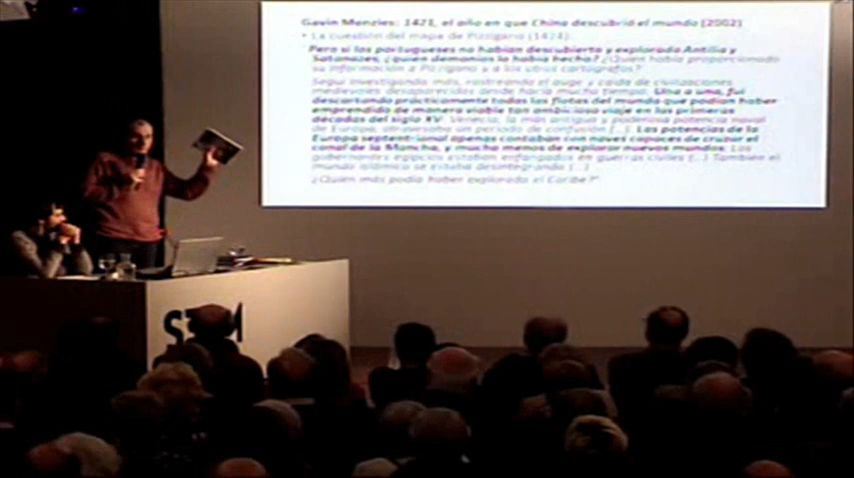 Gavin Menzies: 1421, el año en que China descubrió el mundo (2002)
• La cuestión del mapa de Pizzigano (1424):
"Pero si los portugueses no habían descubierto y explorado Antilia y
Satanazes, ¿quien demonios lo había hecho? ¿Quien había proporcionado
su información a Pizzigano y a los otros cartógrafos?
Seguí investigando más, rastreando el auge y caída de civilizaciones
medievales desaparecidas desde hacía mucho tiempo. Una a una, fui
descartando prácticamente todas las flotas del mundo que podían haber
emprendido de manera viable tan ambicioso viaje en las primeras
décadas del siglo XV. Venecia, la más antigua y poderosa potencia naval
de Europa, atravesaba un período de confusión [...]. Las potencias de la
Europa septentrional apenas contaban con naves capaces de cruzar el
canal de la Mancha, y mucho menos de explorar nuevos mundos. Los
gobernantes egipcios estaban enfangados en guerras civiles (...) También el
mundo islámico se estaba desintegrando (...)
¿Quien más podía haber explorado el Caribe?"